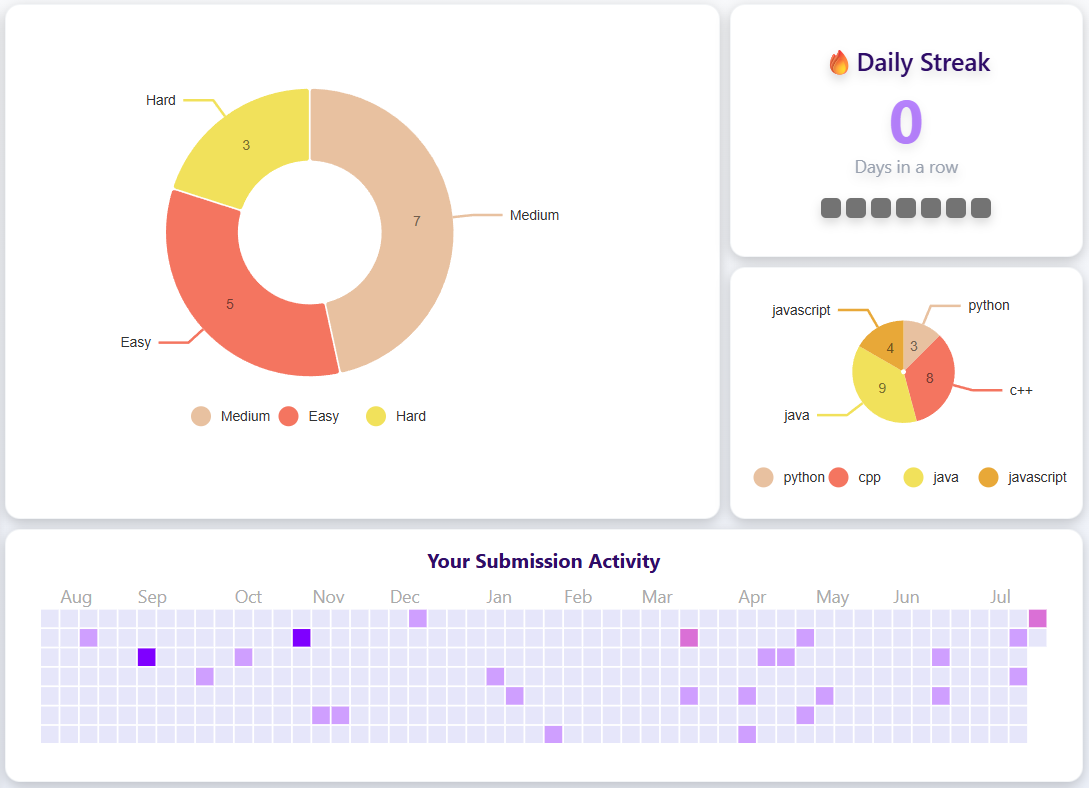 Hard
3
7
Medium
5
Easy
Medium Easy Hard
🔥 Daily Streak
0
Days in a row
javascript
python
4
3
9
8
c++
java
python cpp java javascript
Your Submission Activity
Aug Sep Oct Nov Dec Jan Feb Mar Apr May Jun Jul